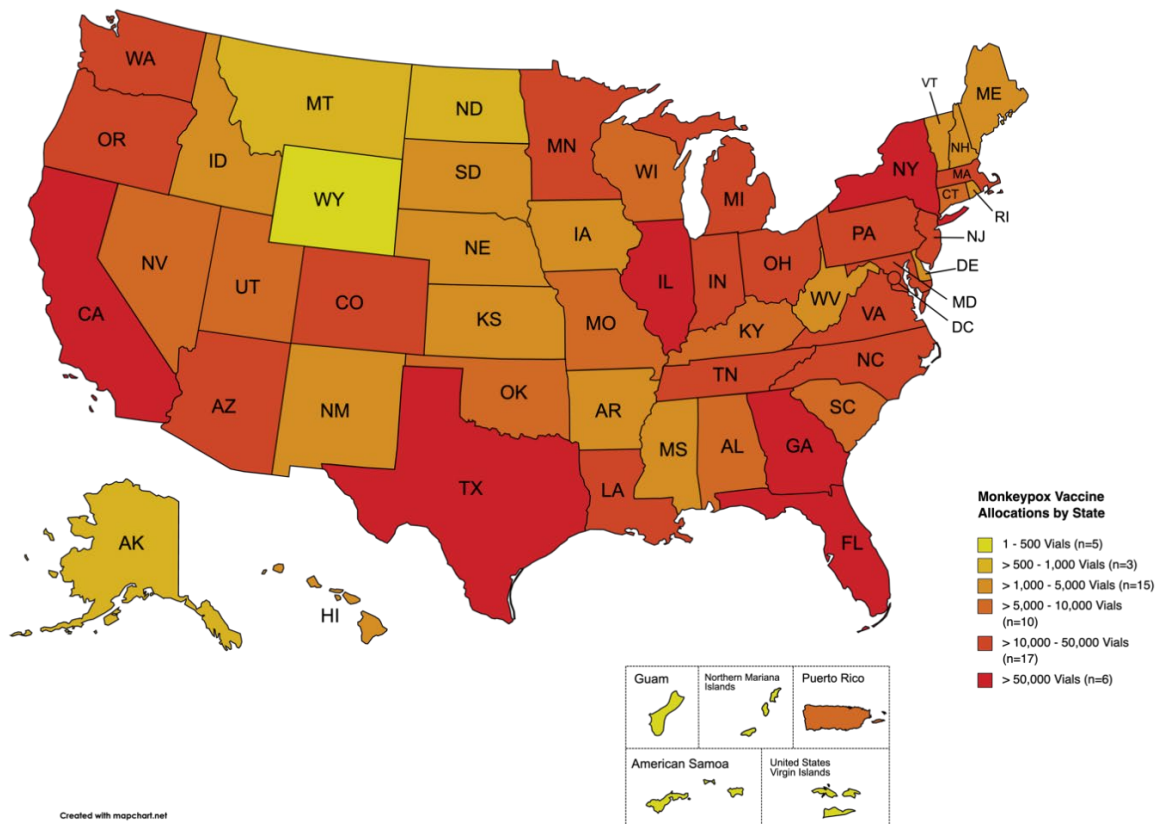 WA
MT
ND
VT
ME
OR
ID
MN
NH
SD
WI
NY
MA
WY
MI
CT
RI
IA
PA
NJ
NE
NV
OH
DE
UT
IL
IN
CO
WV
MD
CA
KS
MO
VA
KY
DC
NC
TN
OK
AZ
NM
AR
SC
MS
AL
GA
TX
LA
FL
AK
HI
Monkeypox Vaccine
Allocations by State
1 - 500 Vials (n=5)
> 500 - 1,000 Vials (n=3)
> 1,000 - 5,000 Vials (n=15)
> 5,000 - 10,000 Vials
(n=10)
> 10,000 - 50,000 Vials
(n=17)
> 50,000 Vials (n=6)
Guam
Northern Mariana
Islands
Puerto Rico
American Samoa
United States
Virgin Islands
Created with mapchart.net